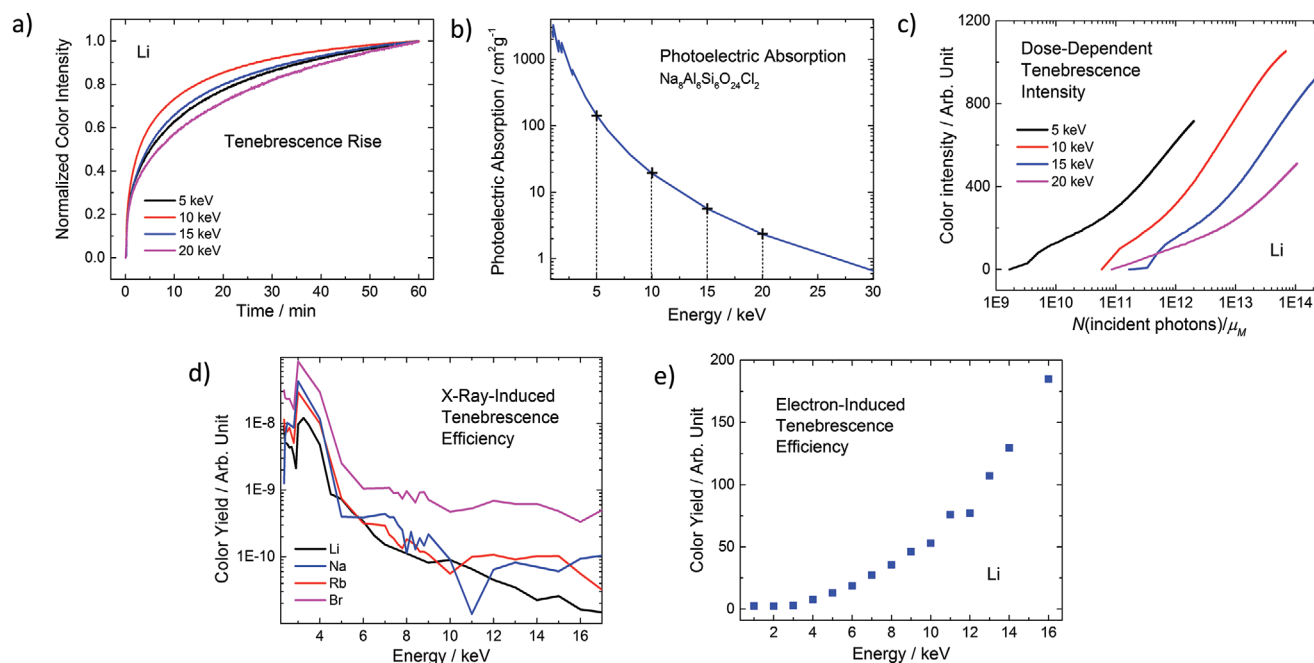 a)
Li
Normalized Color Intensity
1.0
0.8
0.6
0.4
0.2
0.0
Tenebrescence Rise
5 keV
10 keV
15 keV
20 keV
0 10 20 30 40 50 60
Time / min
b)
Photoelectric Absorption / cm²g⁻¹
1000
100
10
1
Photoelectric Absorption
Na₈Al₆Si₆O₂₄Cl₂
5 10 15 20 25 30
Energy / keV
c)
Color intensity / Arb. Unit
1200
900
600
300
0
Dose-Dependent
Tenebrescence
Intensity
5 keV
10 keV
15 keV
20 keV
Li
1E9 1E10 1E11 1E12 1E13 1E14
N(incident photons)/μM
d)
Color Yield / Arb. Unit
1E-8
1E-9
1E-10
X-Ray-Induced
Tenebrescence
Efficiency
Li
Na
Rb
Br
4 6 8 10 12 14 16
Energy / keV
e)
Color Yield / Arb. Unit
200
150
100
50
0
Electron-Induced
Tenebrescence
Efficiency
Li
2 4 6 8 10 12 14 16
Energy / keV